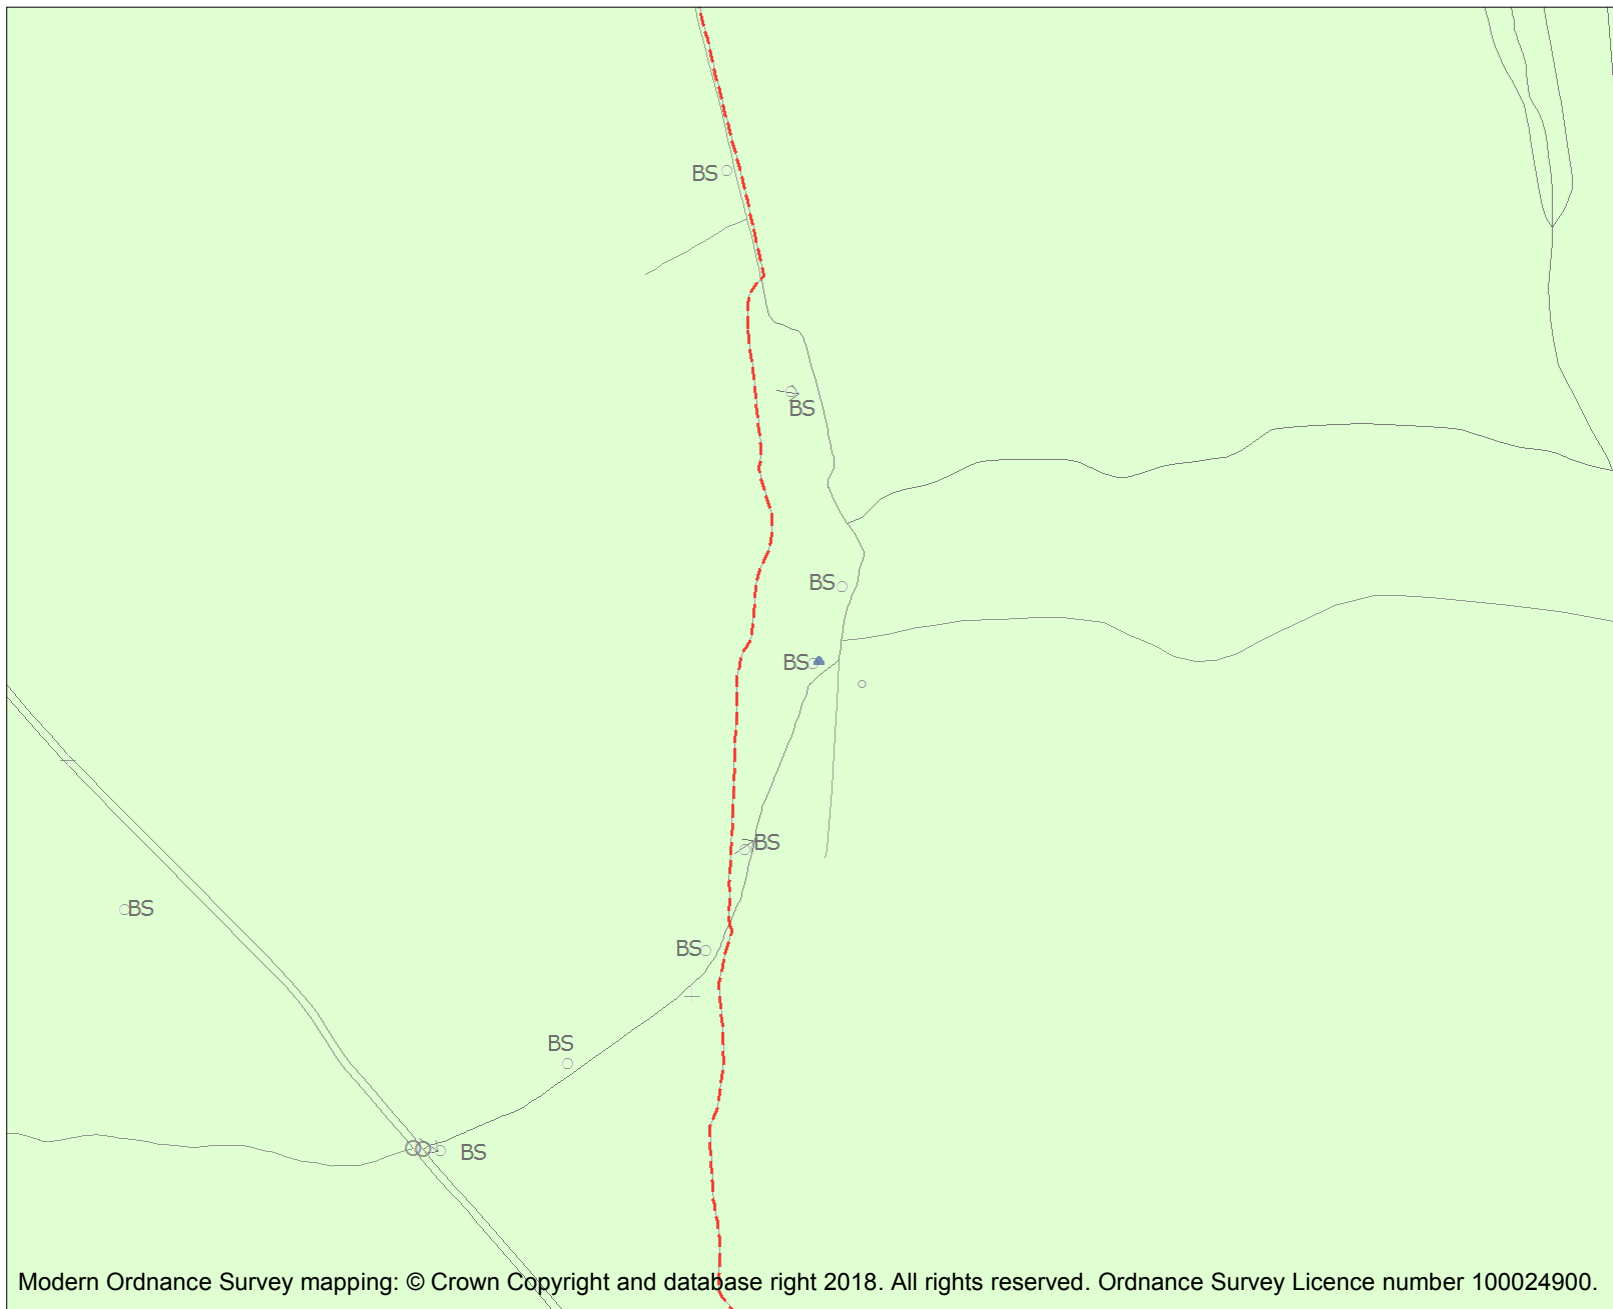 BS
BS
BS
BS
BS
BS
BS
BS
BS
Modern Ordnance Survey mapping: © Crown Copyright and database right 2018. All rights reserved. Ordnance Survey Licence number 100024900.